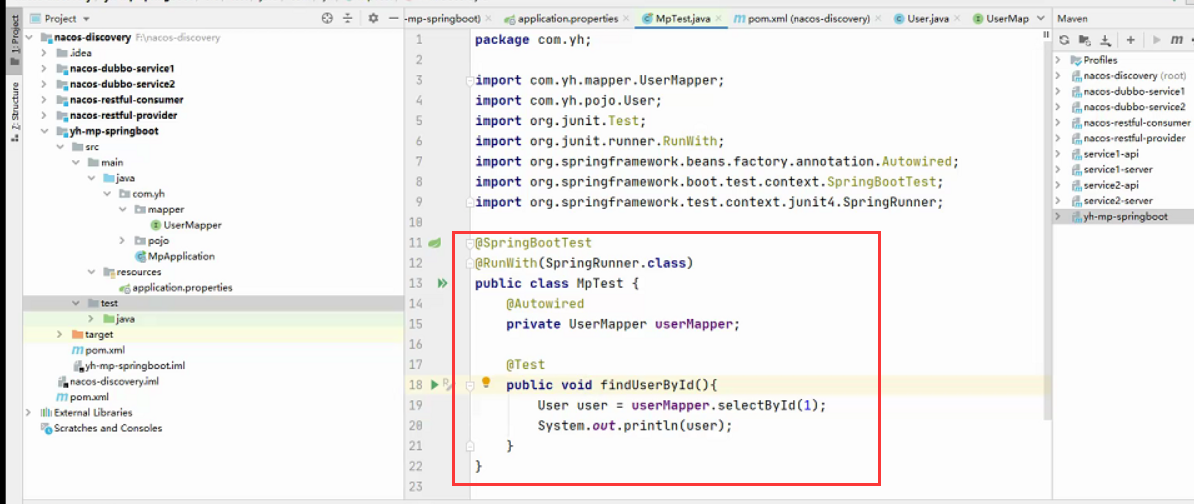 Project
-mp-springboot)
application.properties
MpTest.java
pom.xml (nacos-discovery)
User.java
UserMap
Maven
1: Project
Z: Structure
nacos-discovery F:\nacos-discovery
.idea
nacos-dubbo-service1
nacos-dubbo-service2
nacos-restful-consumer
nacos-restful-provider
yh-mp-springboot
src
main
java
com.yh
mapper
UserMapper
pojo
MpApplication
resources
application.properties
test
java
target
pom.xml
yh-mp-springboot.iml
nacos-discovery.iml
pom.xml
External Libraries
Scratches and Consoles
1 package com.yh;
2
3 import com.yh.mapper.UserMapper;
4 import com.yh.pojo.User;
5 import org.junit.Test;
6 import org.junit.runner.RunWith;
7 import org.springframework.beans.factory.annotation.Autowired;
8 import org.springframework.boot.test.context.SpringBootTest;
9 import org.springframework.test.context.junit4.SpringRunner;
10
11 @SpringBootTest
12 @RunWith(SpringRunner.class)
13 public class MpTest {
14 @Autowired
15 private UserMapper userMapper;
16
17 @Test
18 public void findUserById(){
19 User user = userMapper.selectById(1);
20 System.out.println(user);
21 }
22 }
23
Profiles
nacos-discovery (root)
nacos-dubbo-service1
nacos-dubbo-service2
nacos-restful-consumer
nacos-restful-provider
service1-api
service1-server
service2-api
service2-server
yh-mp-springboot